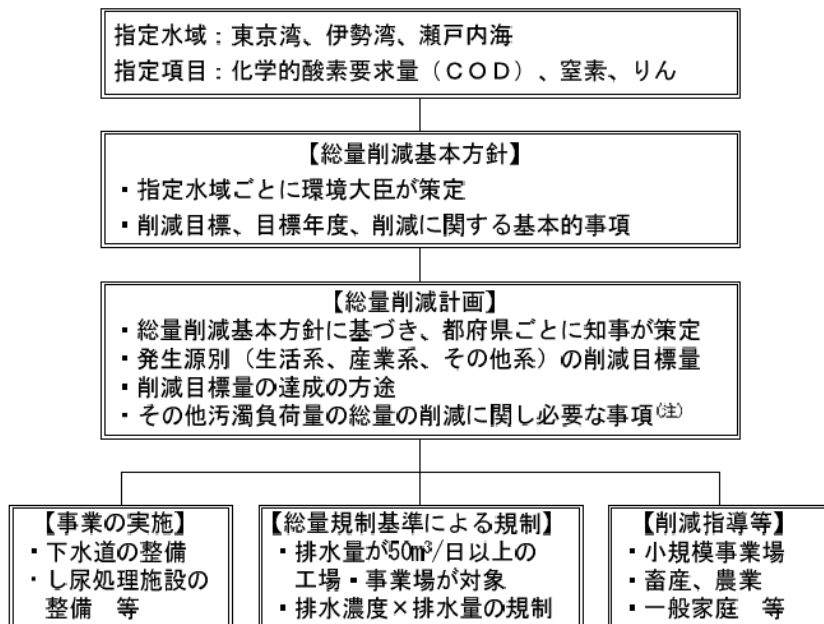 指定水域：東京湾、伊勢湾、瀬戸内海
指定項目：化学的酸素要求量（ＣＯＤ）、窒素、りん
【総量削減基本方針】
・指定水域ごとに環境大臣が策定
・削減目標、目標年度、削減に関する基本的事項
【総量削減計画】
・総量削減基本方針に基づき、都府県ごとに知事が策定
・発生源別（生活系、産業系、その他系）の削減目標量
・削減目標量の達成の方途
・その他汚濁負荷量の総量の削減に関し必要な事項(注)
【事業の実施】
・下水道の整備
・し尿処理施設の
整備　等
【総量規制基準による規制】
・排水量が50m³/日以上の
工場・事業場が対象
・排水濃度×排水量の規制
【削減指導等】
・小規模事業場
・畜産、農業
・一般家庭　等